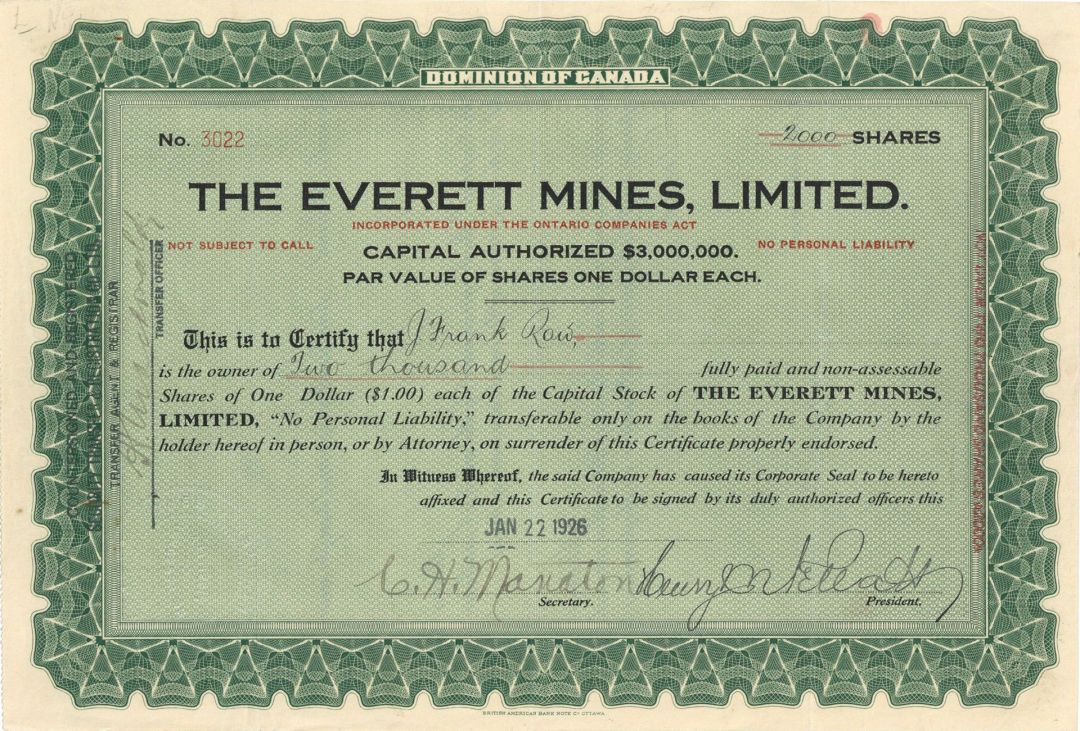 DOMINION OF CANADA
No. 3022
2000 SHARES
THE EVERETT MINES, LIMITED.
INCORPORATED UNDER THE ONTARIO COMPANIES ACT
NOT SUBJECT TO CALL
CAPITAL AUTHORIZED $3,000,000.
NO PERSONAL LIABILITY
PAR VALUE OF SHARES ONE DOLLAR EACH.
This is to Certify that J Frank Row,
is the owner of Two thousand fully paid and non-assessable
Shares of One Dollar ($1.00) each of the Capital Stock of THE EVERETT MINES,
LIMITED, "No Personal Liability," transferable only on the books of the Company by the
holder hereof in person, or by Attorney, on surrender of this Certificate properly endorsed.
In Witness Whereof, the said Company has caused its Corporate Seal to be hereto
affixed and this Certificate to be signed by its duly authorized officers this
JAN 22 1926
C. H. Manaton
Secretary.
President.
COUNTERSIGNED AND REGISTERED
TRANSFER AGENT & REGISTRAR
TRANSFER OFFICER
BRITISH AMERICAN BANK NOTE CO OTTAWA.